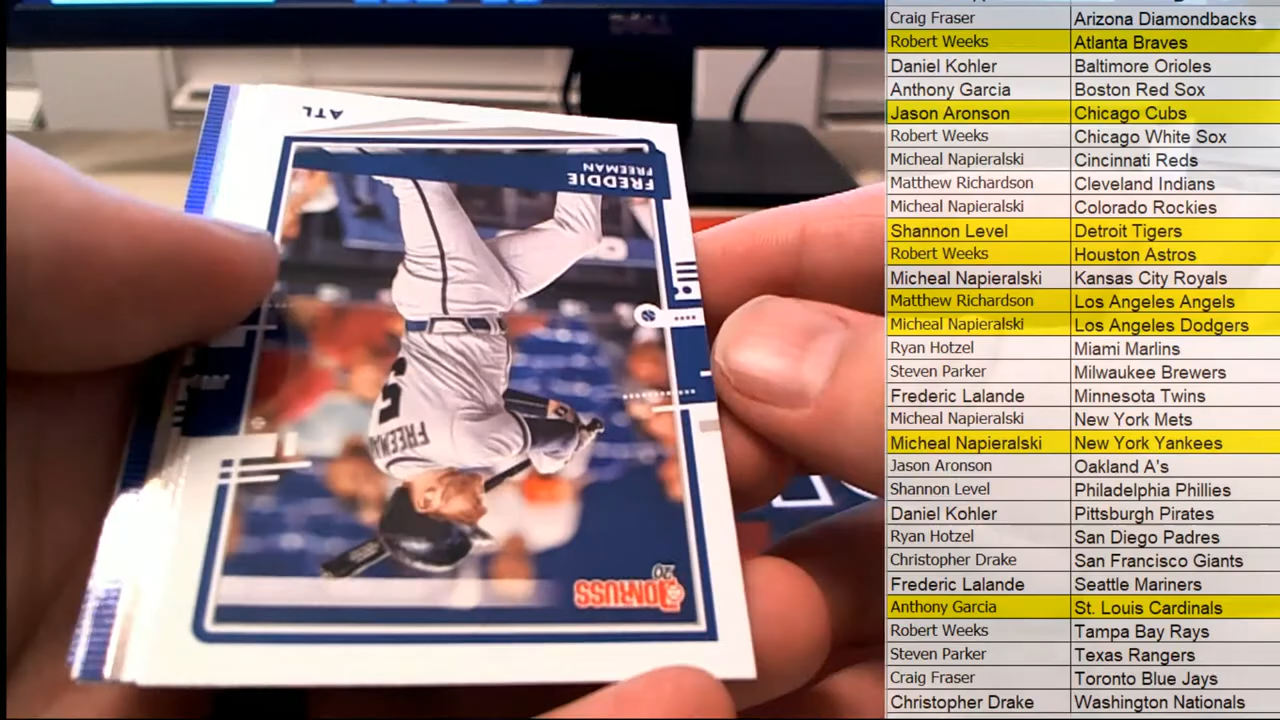 DELL
ATL
FREDDIE
FREEMAN
FREEMAN
5
20
DONRUSS
Craig Fraser Arizona Diamondbacks
Robert Weeks Atlanta Braves
Daniel Kohler Baltimore Orioles
Anthony Garcia Boston Red Sox
Jason Aronson Chicago Cubs
Robert Weeks Chicago White Sox
Micheal Napieralski Cincinnati Reds
Matthew Richardson Cleveland Indians
Micheal Napieralski Colorado Rockies
Shannon Level Detroit Tigers
Robert Weeks Houston Astros
Micheal Napieralski Kansas City Royals
Matthew Richardson Los Angeles Angels
Micheal Napieralski Los Angeles Dodgers
Ryan Hotzel Miami Marlins
Steven Parker Milwaukee Brewers
Frederic Lalande Minnesota Twins
Micheal Napieralski New York Mets
Micheal Napieralski New York Yankees
Jason Aronson Oakland A's
Shannon Level Philadelphia Phillies
Daniel Kohler Pittsburgh Pirates
Ryan Hotzel San Diego Padres
Christopher Drake San Francisco Giants
Frederic Lalande Seattle Mariners
Anthony Garcia St. Louis Cardinals
Robert Weeks Tampa Bay Rays
Steven Parker Texas Rangers
Craig Fraser Toronto Blue Jays
Christopher Drake Washington Nationals